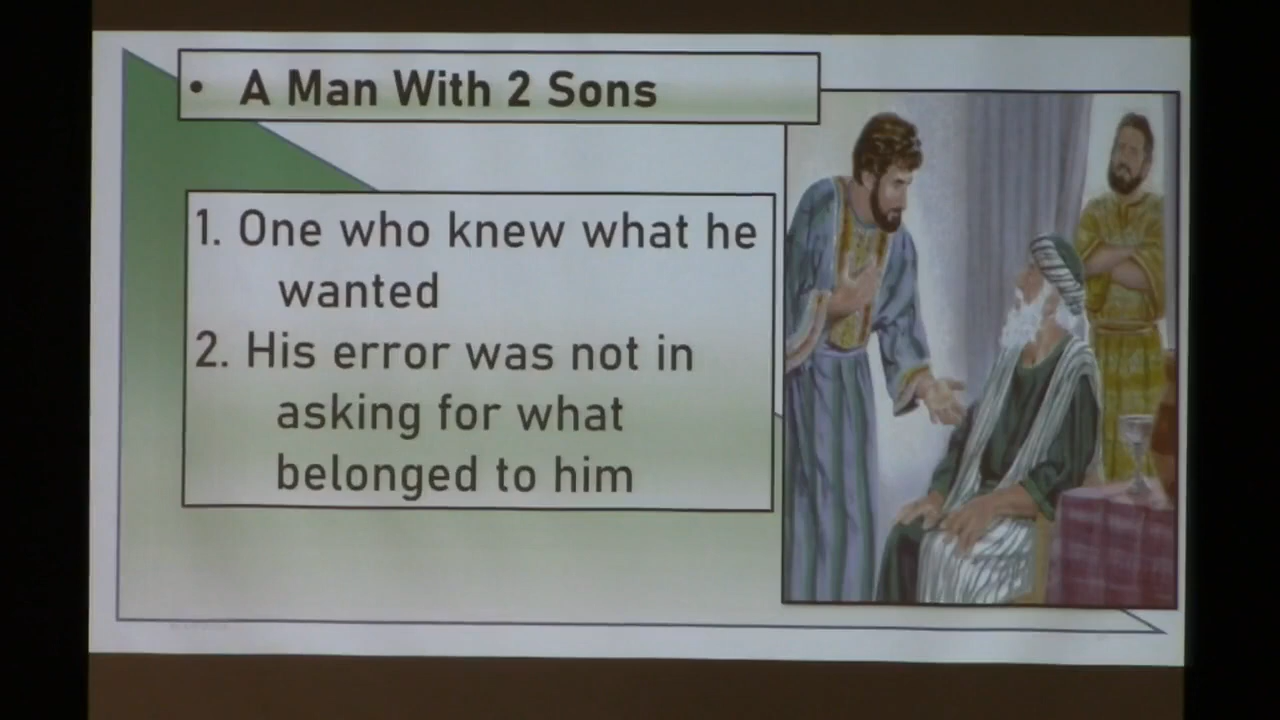 • A Man With 2 Sons
1. One who knew what he
wanted
2. His error was not in
asking for what
belonged to him